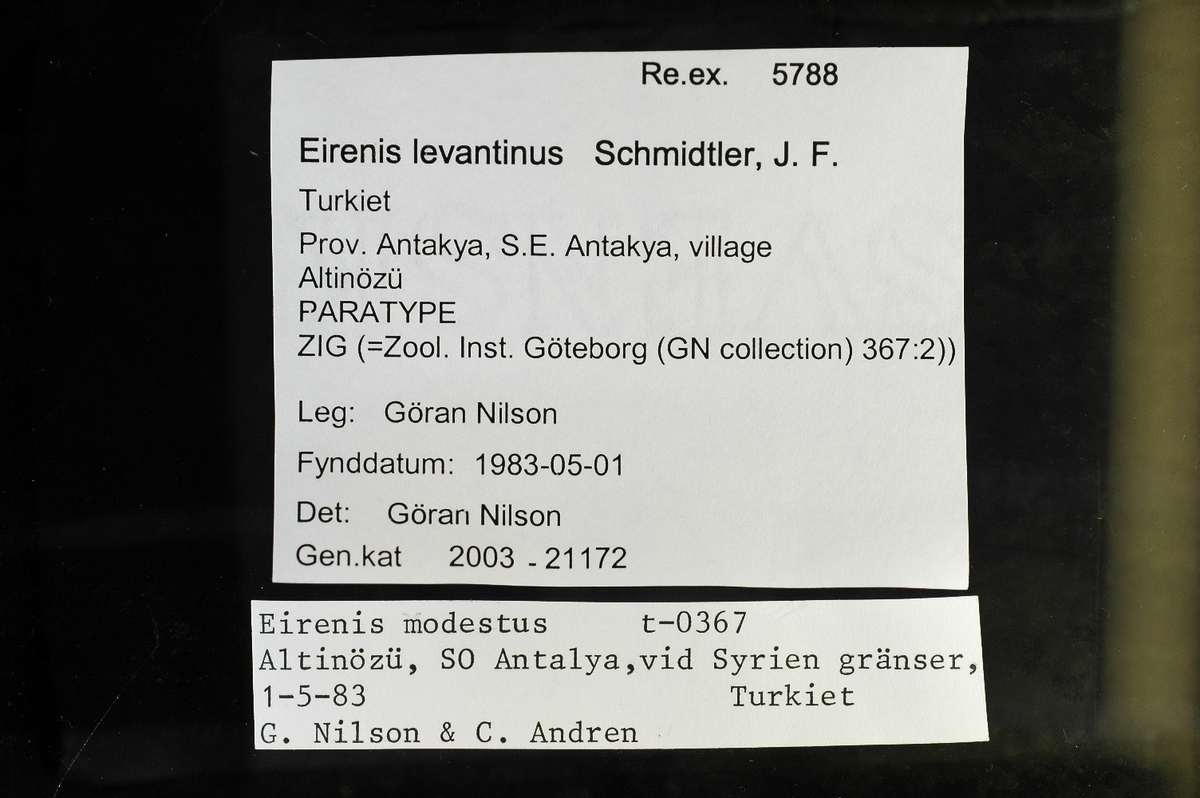 Re.ex. 5788
Eirenis levantinus Schmidtler, J. F.
Turkiet
Prov. Antakya, S.E. Antakya, village
Altinözü
PARATYPE
ZIG (=Zool. Inst. Göteborg (GN collection) 367:2))
Leg: Göran Nilson
Fynddatum: 1983-05-01
Det: Göran Nilson
Gen.kat 2003 - 21172
Eirenis modestus t-0367
Altinözü, SO Antalya,vid Syrien gränser,
1-5-83 Turkiet
G. Nilson & C. Andren